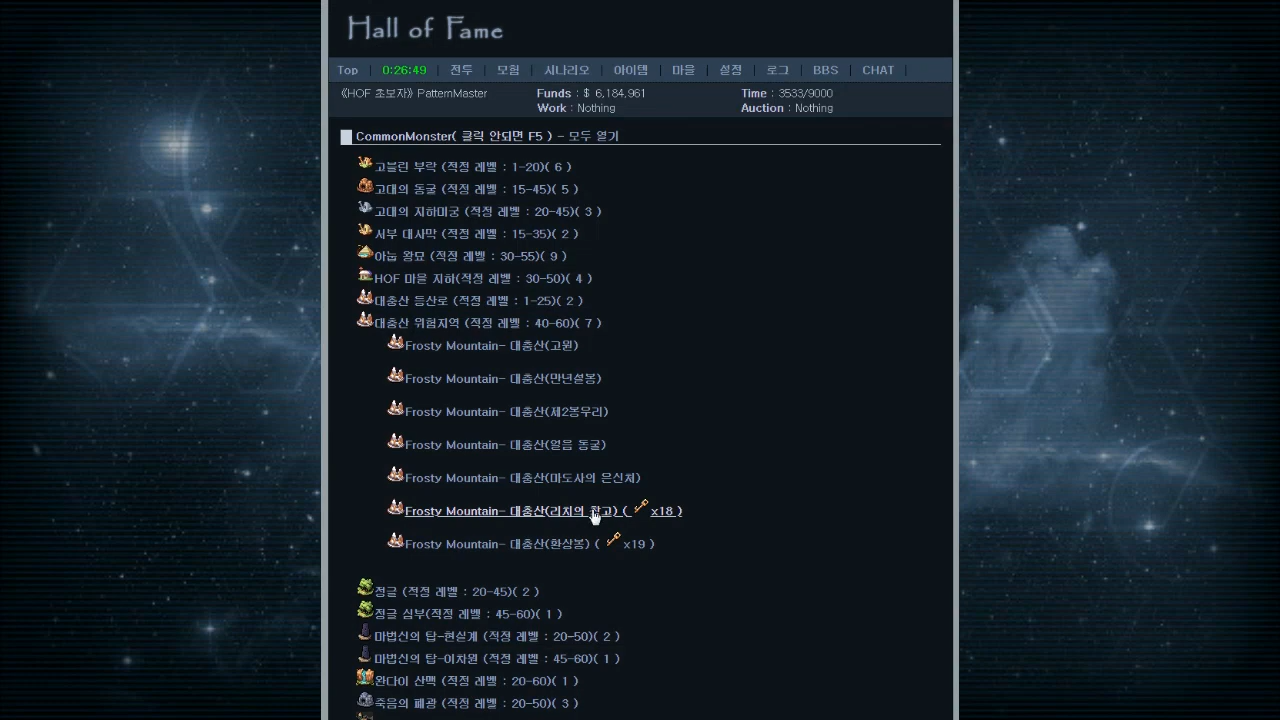 Hall of Fame
Top | 0:26:49 | 전투 | 모험 | 시나리오 | 아이템 | 마을 | 설정 | 로그 | BBS | CHAT |
《HOF 초보자》 PatternMaster Funds : $ 6,184,961 Time : 3533/9000
Work : Nothing Auction : Nothing
CommonMonster( 클릭 안되면 F5 ) - 모두 열기
고블린 부락 (적정 레벨 : 1-20)( 6 )
고대의 동굴 (적정 레벨 : 15-45)( 5 )
고대의 지하미궁 (적정 레벨 : 20-45)( 3 )
서부 대사막 (적정 레벨 : 15-35)( 2 )
아눕 왕묘 (적정 레벨 : 30-55)( 9 )
HOF 마을 지하(적정 레벨 : 30-50)( 4 )
대춥산 등산로 (적정 레벨 : 1-25)( 2 )
대춥산 위험지역 (적정 레벨 : 40-60)( 7 )
Frosty Mountain- 대춥산(고원)
Frosty Mountain- 대춥산(만년설봉)
Frosty Mountain- 대춥산(제2봉우리)
Frosty Mountain- 대춥산(얼음 동굴)
Frosty Mountain- 대춥산(마도사의 은신처)
Frosty Mountain- 대춥산(리치의 창고) ( x18 )
Frosty Mountain- 대춥산(환상봉) ( x19 )
정글 (적정 레벨 : 20-45)( 2 )
정글 심부(적정 레벨 : 45-60)( 1 )
마법신의 탑-현실계 (적정 레벨 : 20-50)( 2 )
마법신의 탑-이차원 (적정 레벨 : 45-60)( 1 )
완다이 산맥 (적정 레벨 : 20-60)( 1 )
죽음의 폐광 (적정 레벨 : 20-50)( 3 )